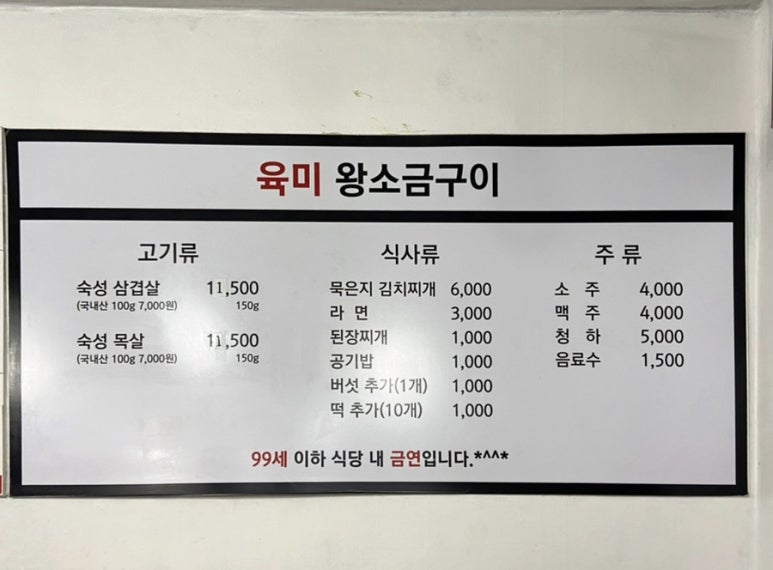 육미 왕소금구이
고기류
숙성 삼겹살 11,500
(국내산 100g 7,000원) 150g
숙성 목살 11,500
(국내산 100g 7,000원) 150g
식사류
묵은지 김치찌개 6,000
라 면 3,000
된장찌개 1,000
공기밥 1,000
버섯 추가(1개) 1,000
떡 추가(10개) 1,000
주 류
소 주 4,000
맥 주 4,000
청 하 5,000
음료수 1,500
99세 이하 식당 내 금연입니다.*^^*